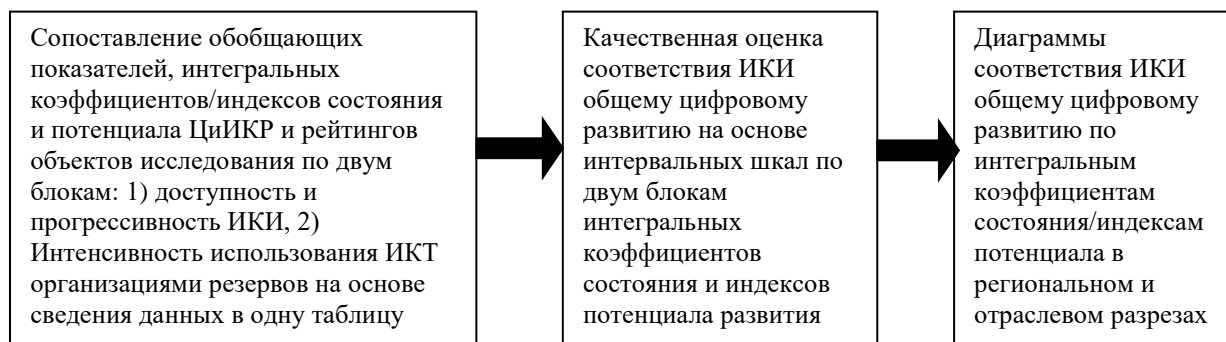 Сопоставление обобщающих
показателей, интегральных
коэффициентов/индексов состояния
и потенциала ЦиИКР и рейтингов
объектов исследования по двум
блокам: 1) доступность и
прогрессивность ИКИ, 2)
Интенсивность использования ИКТ
организациями резервов на основе
сведения данных в одну таблицу
Качественная оценка
соответствия ИКИ
общему цифровому
развитию на основе
интервальных шкал по
двум блокам
интегральных
коэффициентов
состояния и индексов
потенциала развития
Диаграммы
соответствия ИКИ
общему цифровому
развитию по
интегральным
коэффициентам
состояния/индексам
потенциала в
региональном и
отраслевом разрезах